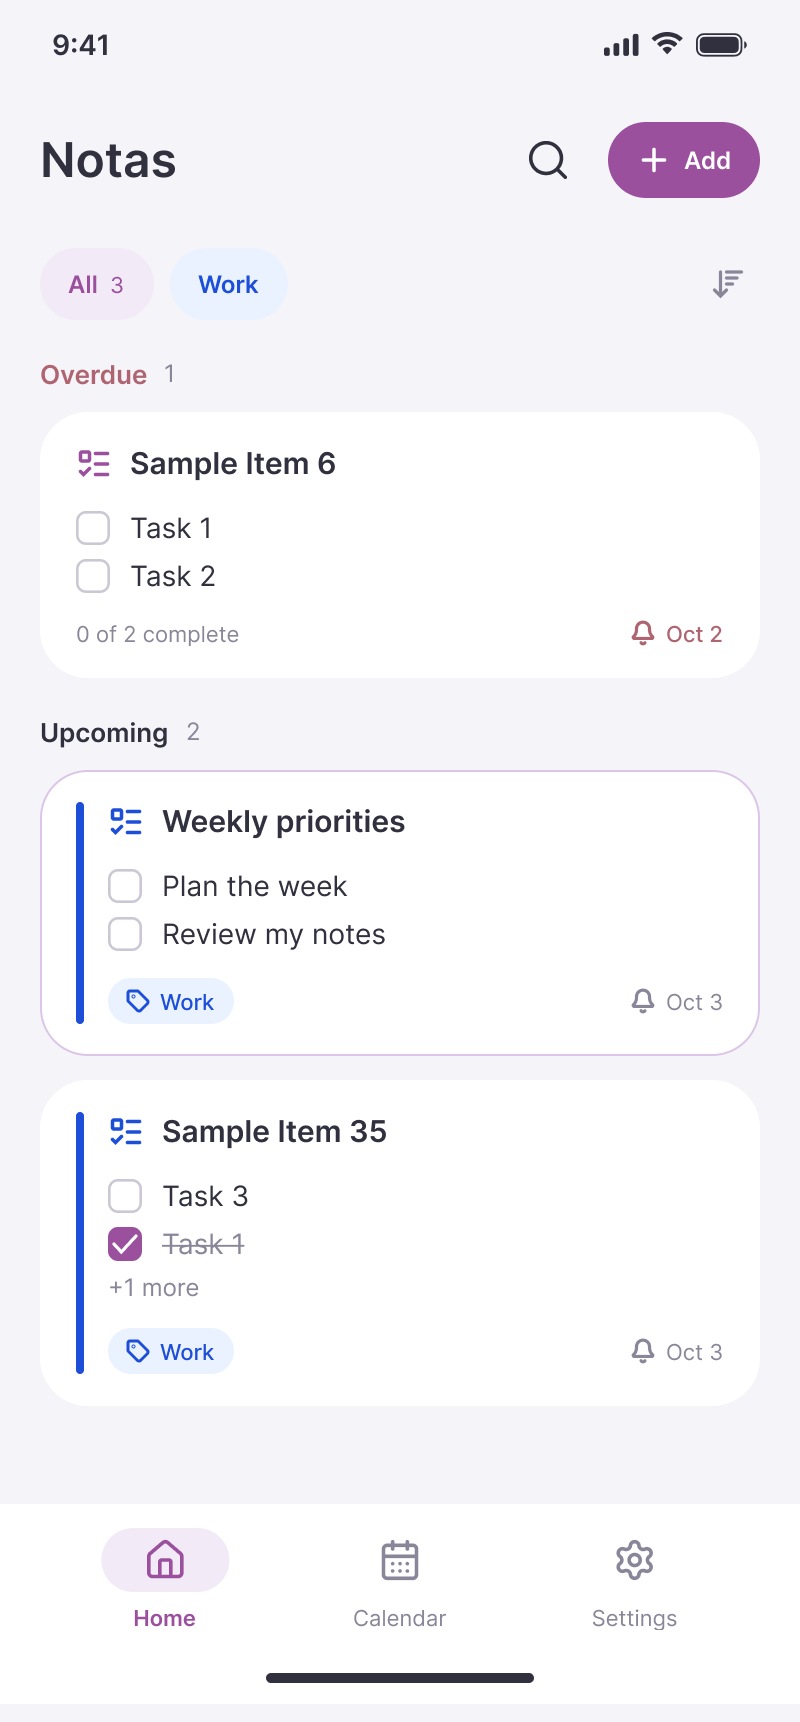 9:41
Notas
Add
All 3
Work
Overdue 1
Sample Item 6
Task 1
Task 2
0 of 2 complete
Oct 2
Upcoming 2
Weekly priorities
Plan the week
Review my notes
Work
Oct 3
Sample Item 35
Task 3
Task 1
+1 more
Work
Oct 3
Home
Calendar
Settings